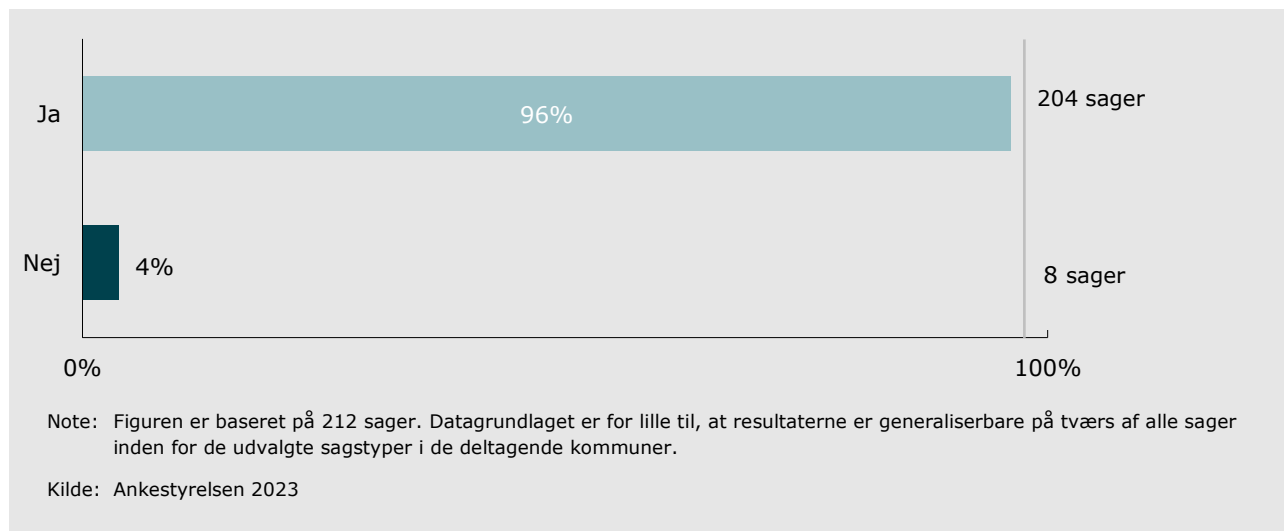 Ja
96%
204 sager
Nej
4%
8 sager
0%
100%
Note: Figuren er baseret på 212 sager. Datagrundlaget er for lille til, at resultaterne er generaliserbare på tværs af alle sager
inden for de udvalgte sagstyper i de deltagende kommuner.
Kilde: Ankestyrelsen 2023